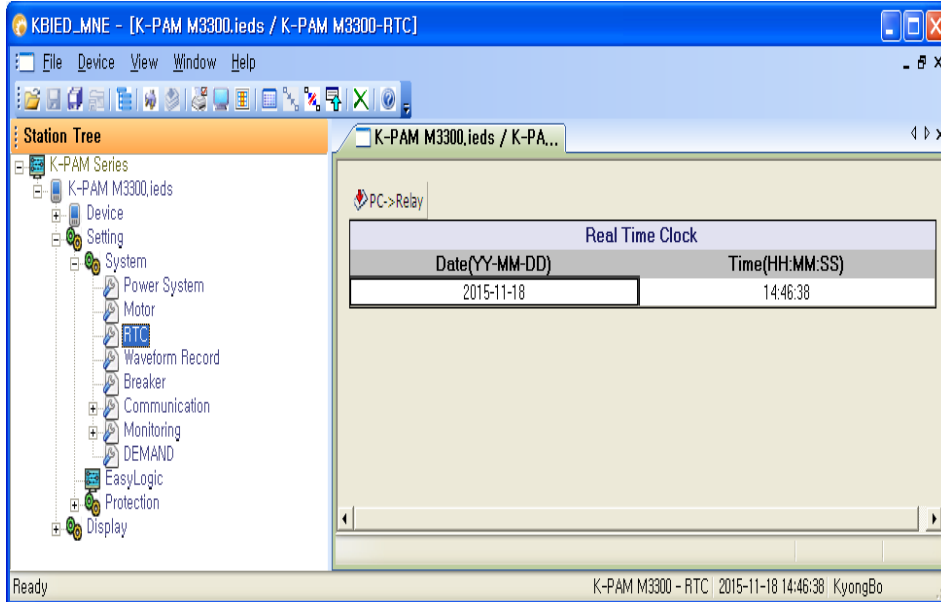 KBIED_MNE - [K-PAM M3300.ieds / K-PAM M3300-RTC]
File Device View Window Help
Station Tree
K-PAM M3300.ieds / K-PA...
K-PAM Series
K-PAM M3300.ieds
Device
Setting
System
Power System
Motor
RTC
Waveform Record
Breaker
Communication
Monitoring
DEMAND
EasyLogic
Protection
Display
PC->Relay
Real Time Clock
Date(YY-MM-DD) Time(HH:MM:SS)
2015-11-18 14:46:38
Ready K-PAM M3300 - RTC 2015-11-18 14:46:38 KyongBo